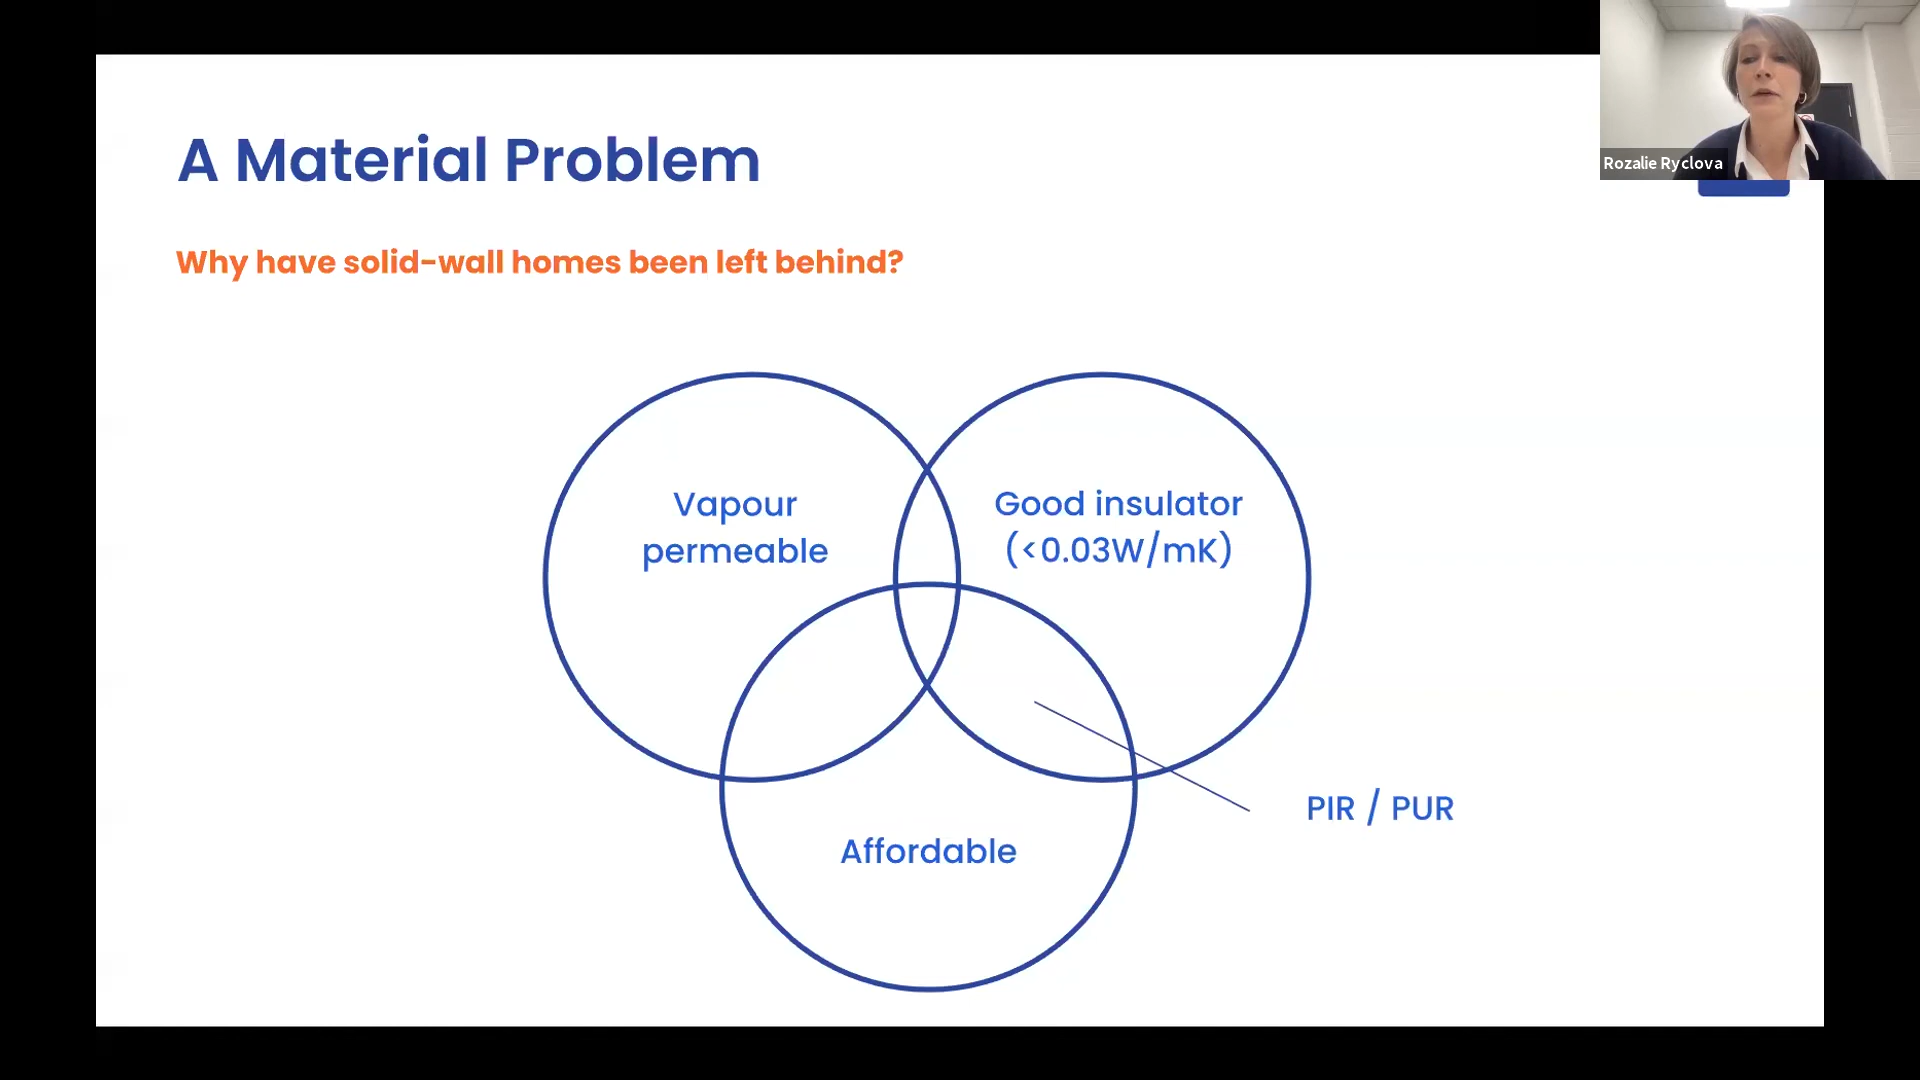 A Material Problem
Rozalie Ryclova
Why have solid-wall homes been left behind?
Vapour
permeable
Good insulator
(<0.03W/mK)
PIR / PUR
Affordable